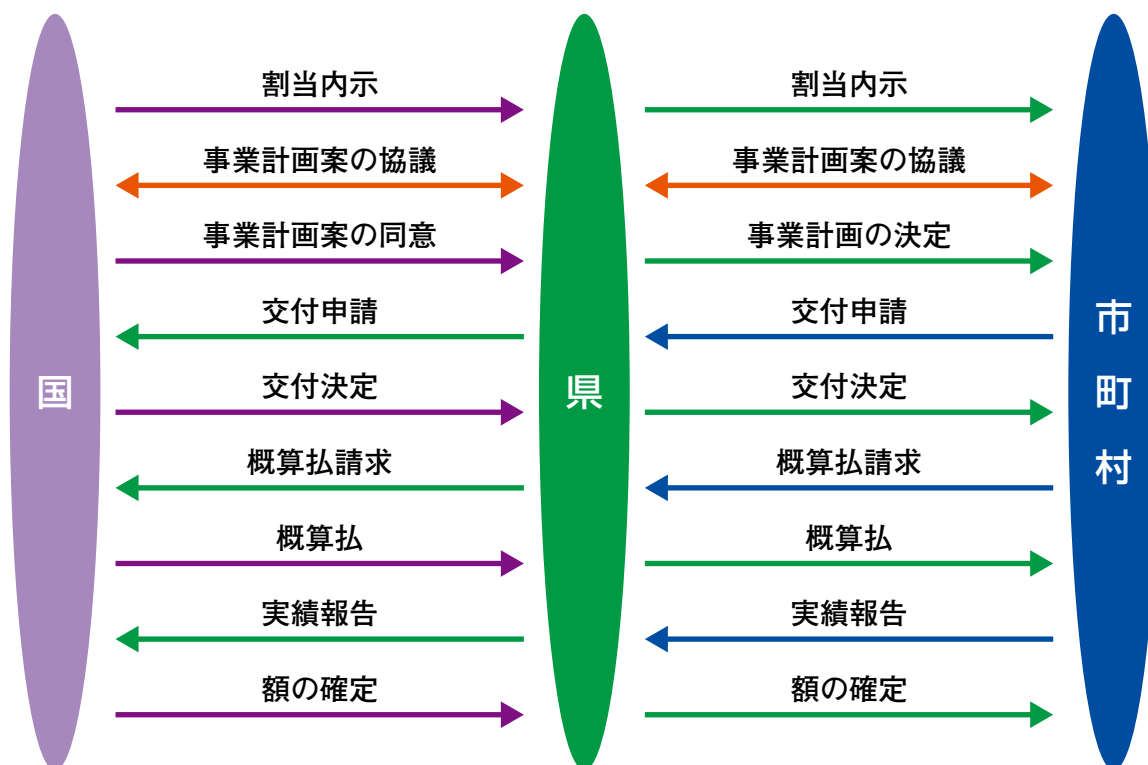 割当内示
割当内示
事業計画案の協議
事業計画案の協議
事業計画案の同意
事業計画の決定
交付申請
交付申請
国
交付決定
県
交付決定
市町村
概算払請求
概算払請求
概算払
概算払
実績報告
実績報告
額の確定
額の確定